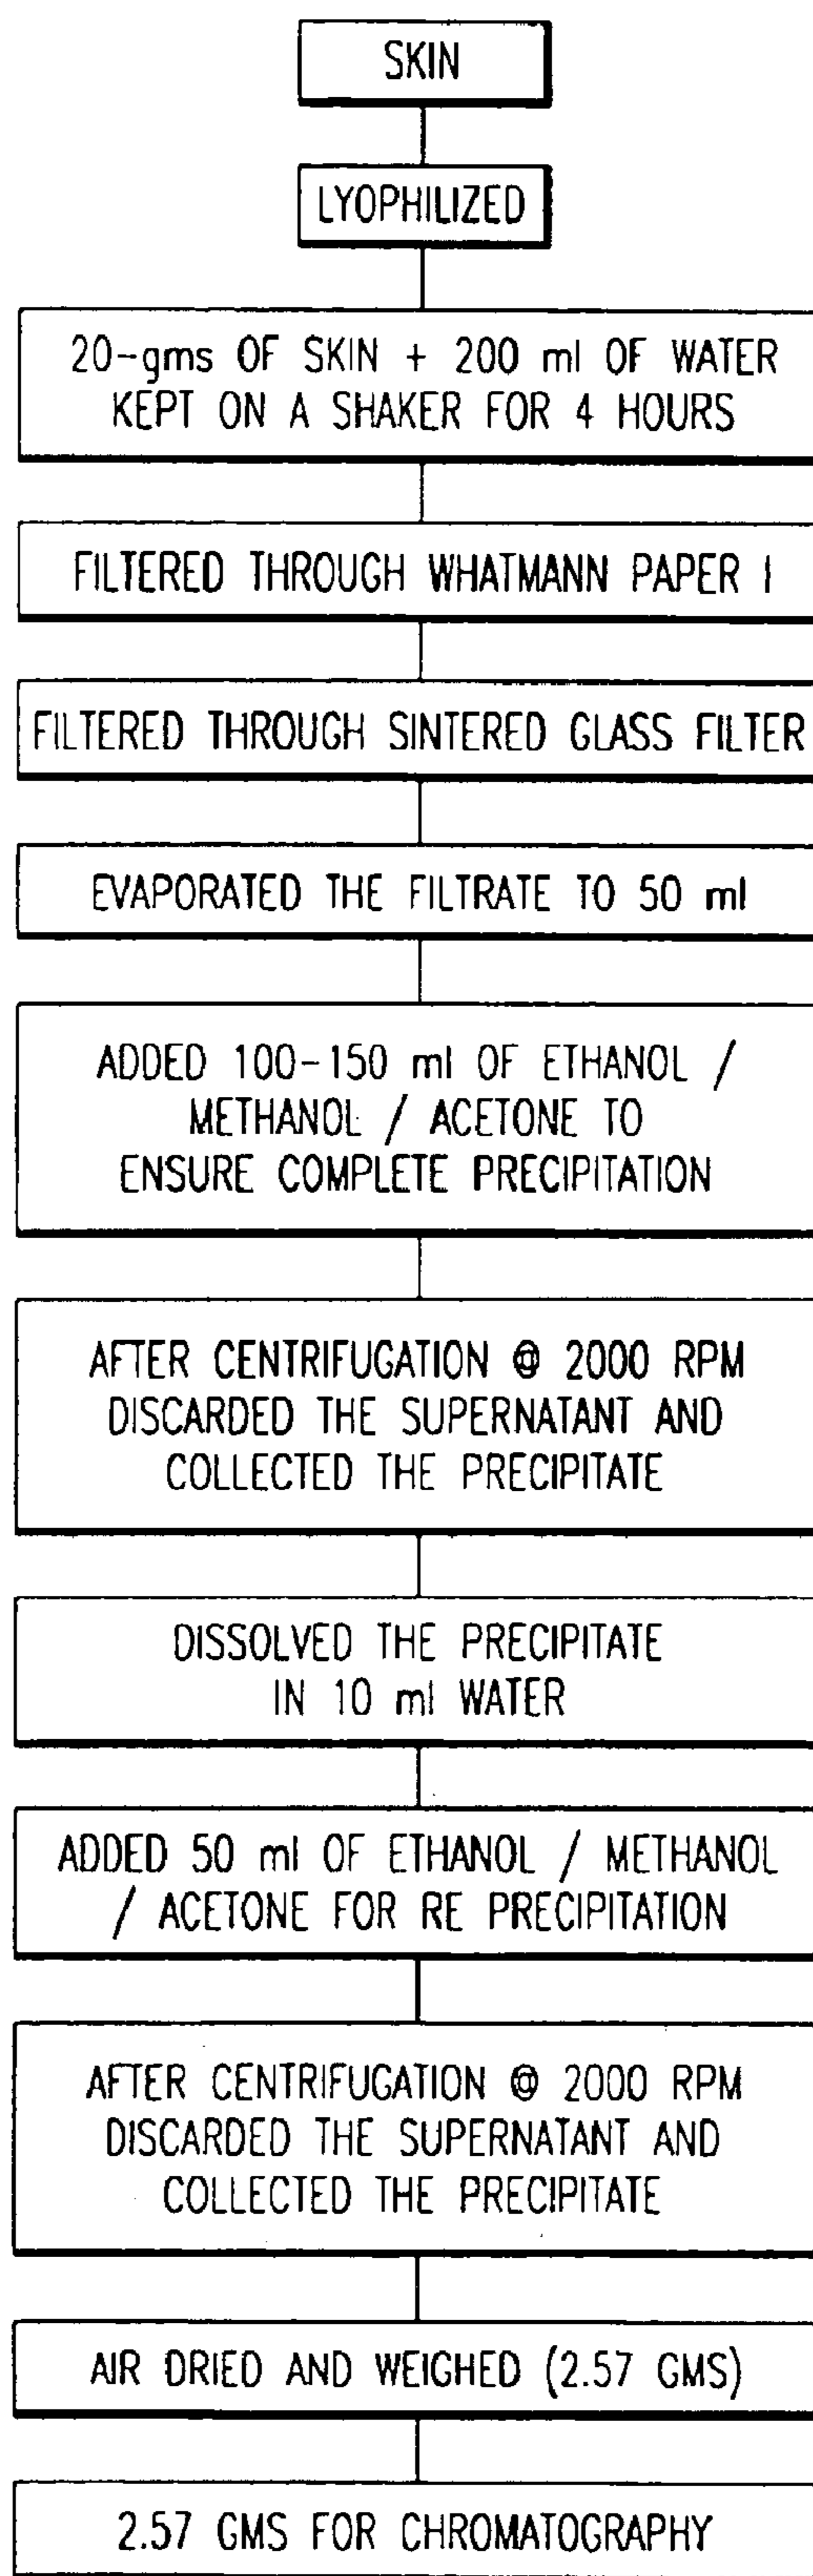 SKIN
LYOPHILIZED
20-gms OF SKIN + 200 ml OF WATER
KEPT ON A SHAKER FOR 4 HOURS
FILTERED THROUGH WHATMANN PAPER 1
FILTERED THROUGH SINTERED GLASS FILTER
EVAPORATED THE FILTRATE TO 50 ml
ADDED 100-150 ml OF ETHANOL /
METHANOL / ACETONE TO
ENSURE COMPLETE PRECIPITATION
AFTER CENTRIFUGATION @ 2000 RPM
DISCARDED THE SUPERNATANT AND
COLLECTED THE PRECIPITATE
DISSOLVED THE PRECIPITATE
IN 10 ml WATER
ADDED 50 ml OF ETHANOL / METHANOL
/ ACETONE FOR RE PRECIPITATION
AFTER CENTRIFUGATION @ 2000 RPM
DISCARDED THE SUPERNATANT AND
COLLECTED THE PRECIPITATE
AIR DRIED AND WEIGHED (2.57 GMS)
2.57 GMS FOR CHROMATOGRAPHY